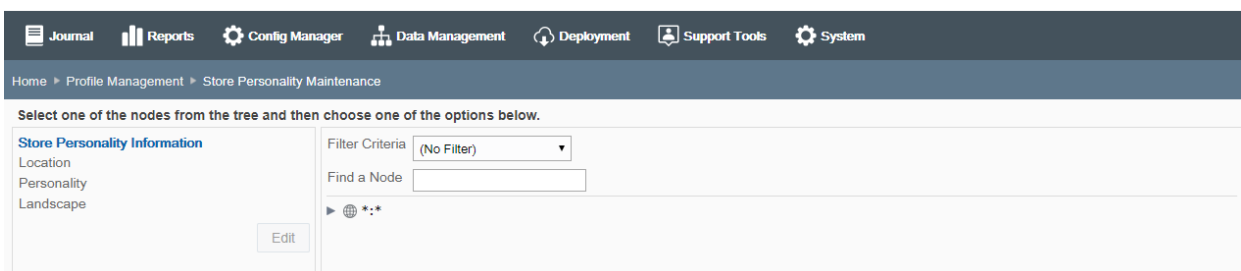 Journal Reports Config Manager Data Management Deployment Support Tools System
Home ▸ Profile Management ▸ Store Personality Maintenance
Select one of the nodes from the tree and then choose one of the options below.
Store Personality Information
Location
Personality
Landscape
Edit
Filter Criteria (No Filter)
Find a Node
*:*